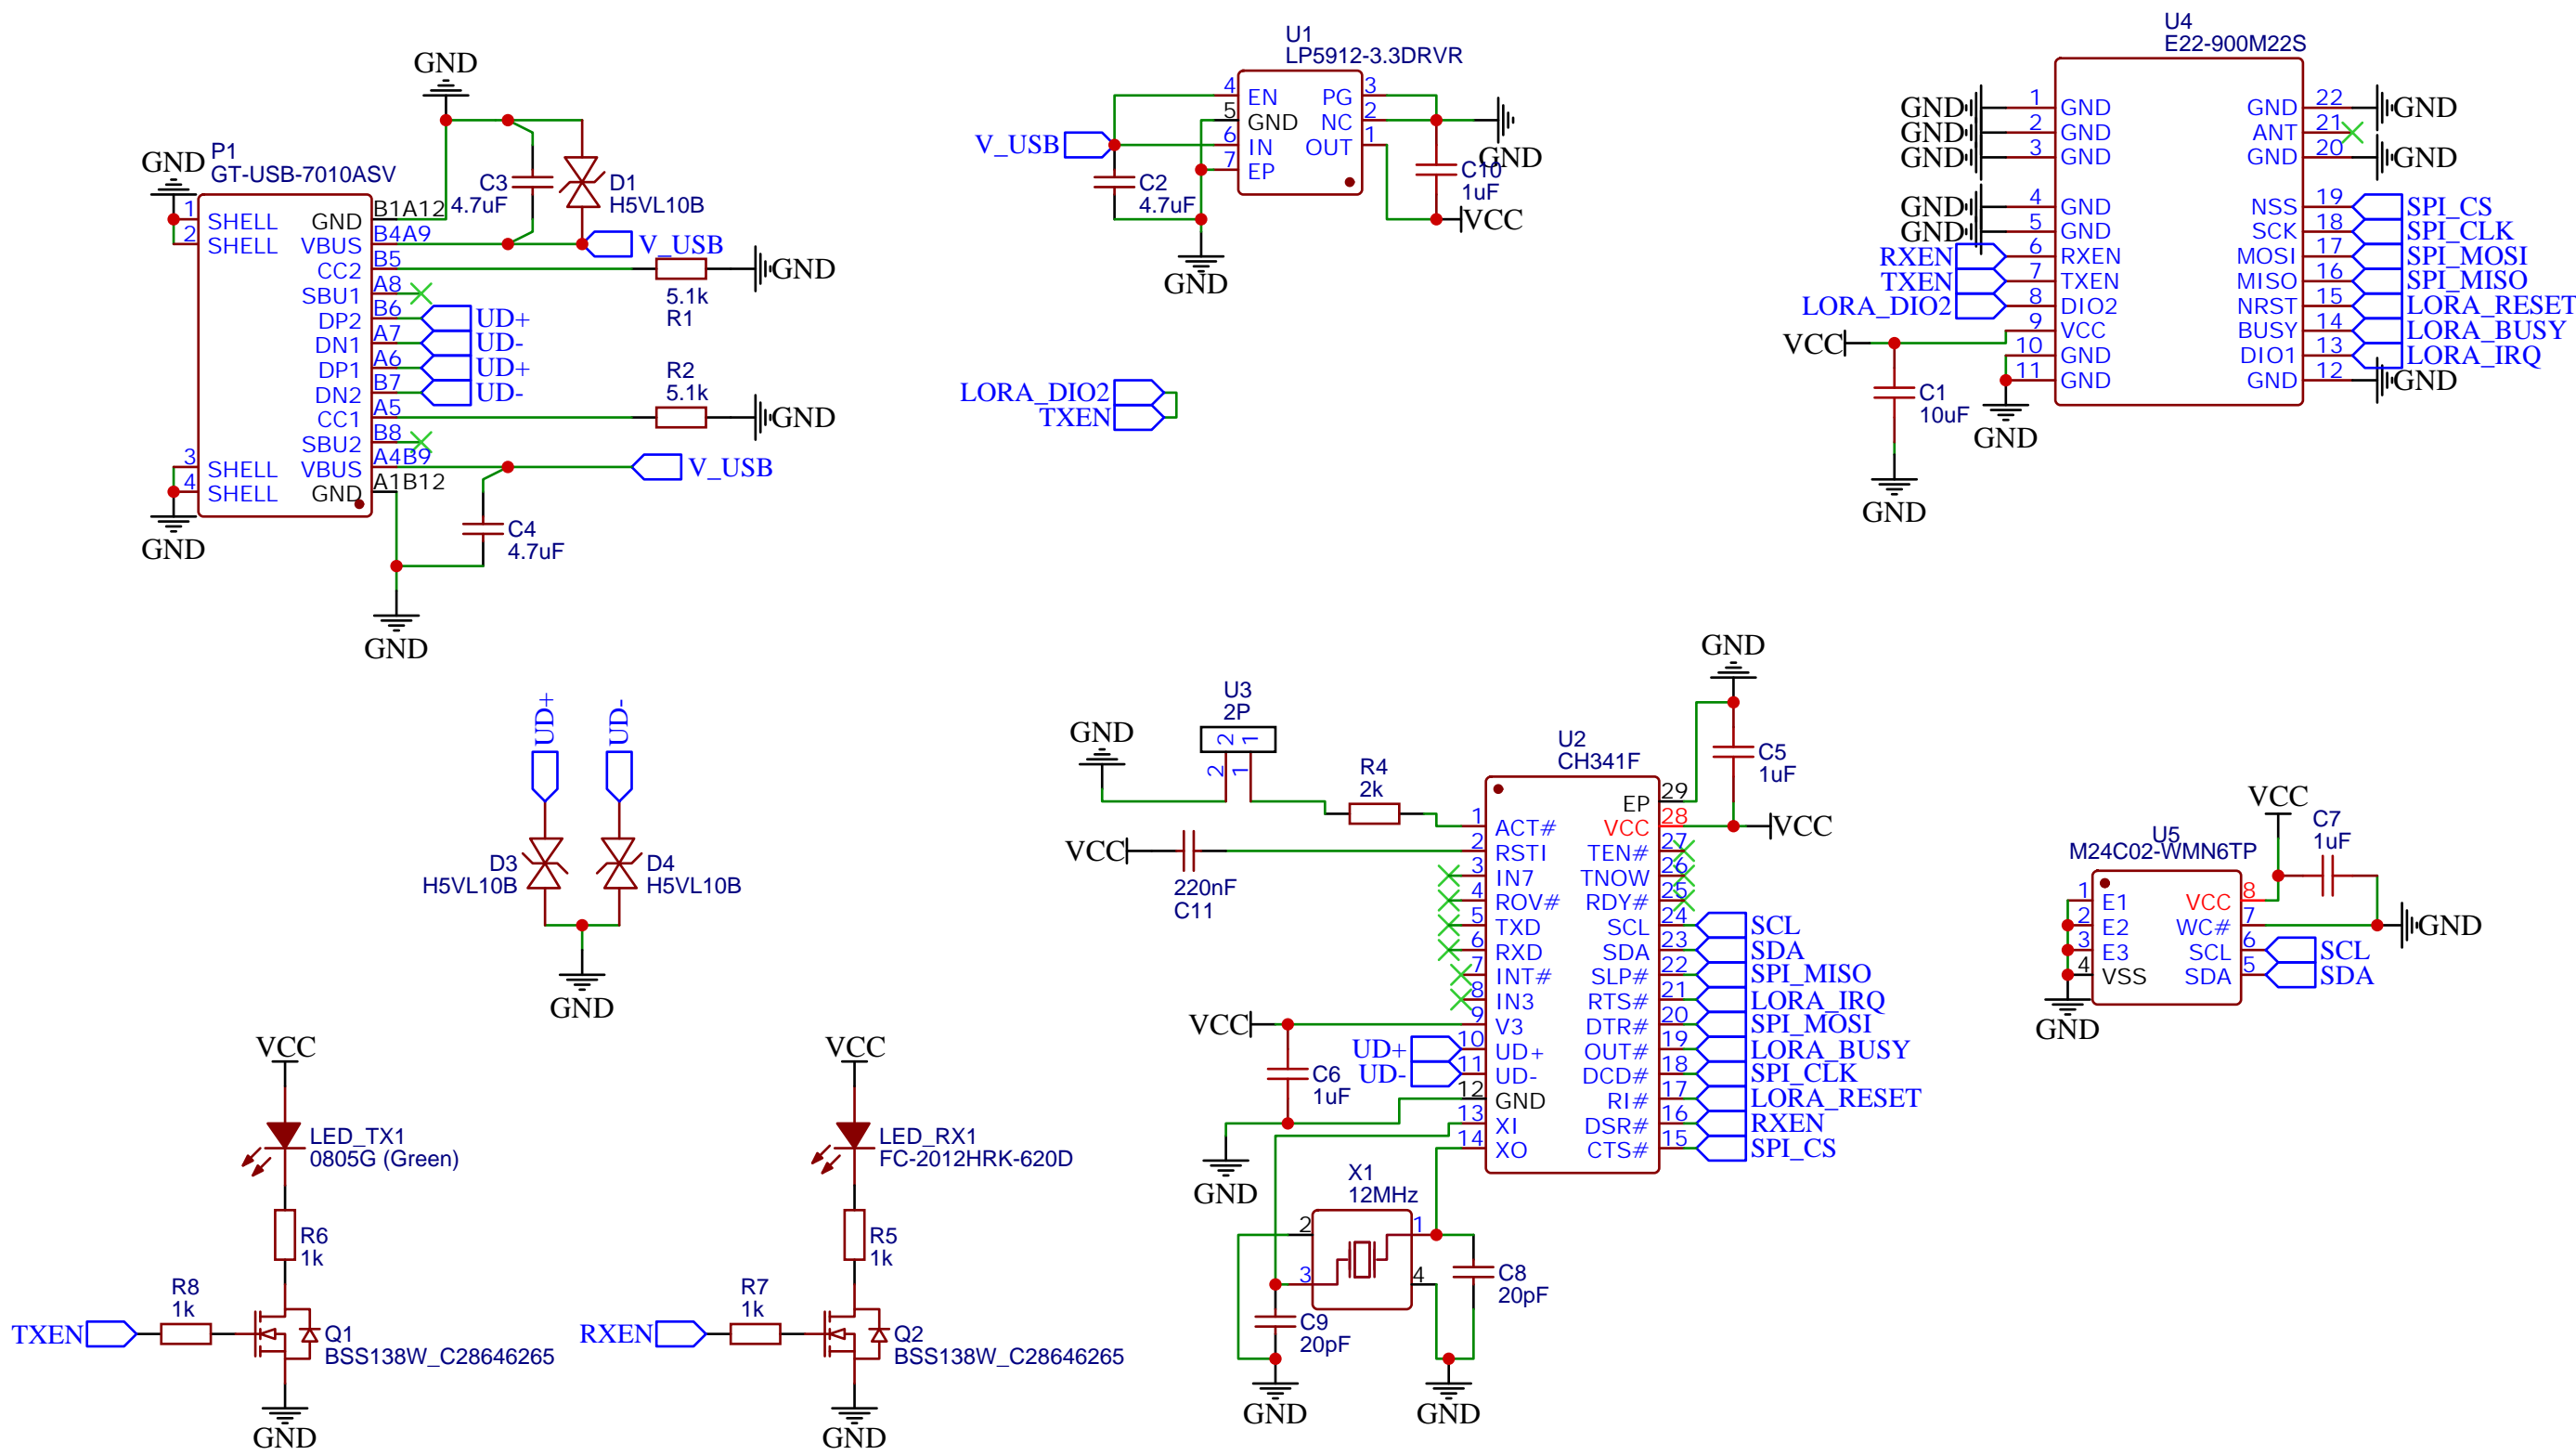 GND
GND
P1
GT-USB-7010ASV
C3
4.7uF
D1
H5VL10B
1 SHELL
2 SHELL
3 SHELL
4 SHELL
GND B1A12
VBUS B4A9
CC2 B5
SBU1 A8
DP2 B6
DN1 A7
DP1 A6
DN2 B7
CC1 A5
SBU2 B8
VBUS A4B9
GND A1B12
V_USB
GND
5.1k
R1
UD+
UD-
UD+
UD-
R2
5.1k
GND
V_USB
C4
4.7uF
GND
GND
U1
LP5912-3.3DRVR
4 EN
5 GND
6 IN
7 EP
PG 3
NC 2
OUT 1
V_USB
C2
4.7uF
GND
GND
C10
1uF
VCC
LORA_DIO2
TXEN
U4
E22-900M22S
GND 1 GND
GND 2 GND
GND 3 GND
GND 4 GND
GND 5 GND
RXEN 6 RXEN
TXEN 7 TXEN
LORA_DIO2 8 DIO2
9 VCC
10 GND
11 GND
GND 22 GND
ANT 21
GND 20 GND
NSS 19 SPI_CS
SCK 18 SPI_CLK
MOSI 17 SPI_MOSI
MISO 16 SPI_MISO
NRST 15 LORA_RESET
BUSY 14 LORA_BUSY
DIO1 13 LORA_IRQ
GND 12 GND
VCC
C1
10uF
GND
GND
UD+
UD-
D3
H5VL10B
D4
H5VL10B
GND
VCC
LED_TX1
0805G (Green)
R6
1k
R8
1k
TXEN
Q1
BSS138W_C28646265
GND
VCC
LED_RX1
FC-2012HRK-620D
R5
1k
R7
1k
RXEN
Q2
BSS138W_C28646265
GND
GND
U3
2P
2 1
2 1
R4
2k
VCC
220nF
C11
U2
CH341F
1 ACT#
2 RSTI
3 IN7
4 ROV#
5 TXD
6 RXD
7 INT#
8 IN3
9 V3
10 UD+
11 UD-
12 GND
13 XI
14 XO
EP 29
VCC 28
TEN# 27
TNOW 26
RDY# 25
SCL 24 SCL
SDA 23 SDA
SLP# 22 SPI_MISO
RTS# 21 LORA_IRQ
DTR# 20 SPI_MOSI
OUT# 19 LORA_BUSY
DCD# 18 SPI_CLK
RI# 17 LORA_RESET
DSR# 16 RXEN
CTS# 15 SPI_CS
GND
C5
1uF
VCC
VCC
UD+
UD-
C6
1uF
GND
X1
12MHz
2
1
3
4
C8
20pF
C9
20pF
GND
GND
VCC
C7
1uF
U5
M24C02-WMN6TP
1 E1
2 E2
3 E3
4 VSS
VCC 8
WC# 7
SCL 6
SDA 5
GND
SCL
SDA
GND